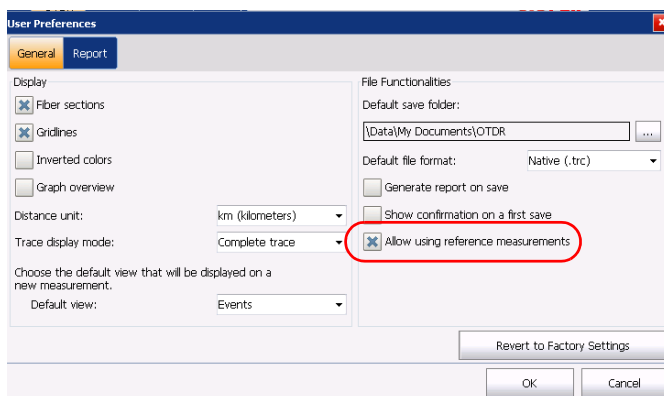 User Preferences
General
Report
Display
Fiber sections
Gridlines
Inverted colors
Graph overview
Distance unit:
km (kilometers)
Trace display mode:
Complete trace
Choose the default view that will be displayed on a
new measurement.
Default view:
Events
File Functionalities
Default save folder:
\Data\My Documents\OTDR
...
Default file format:
Native (.trc)
Generate report on save
Show confirmation on a first save
Allow using reference measurements
Revert to Factory Settings
OK
Cancel